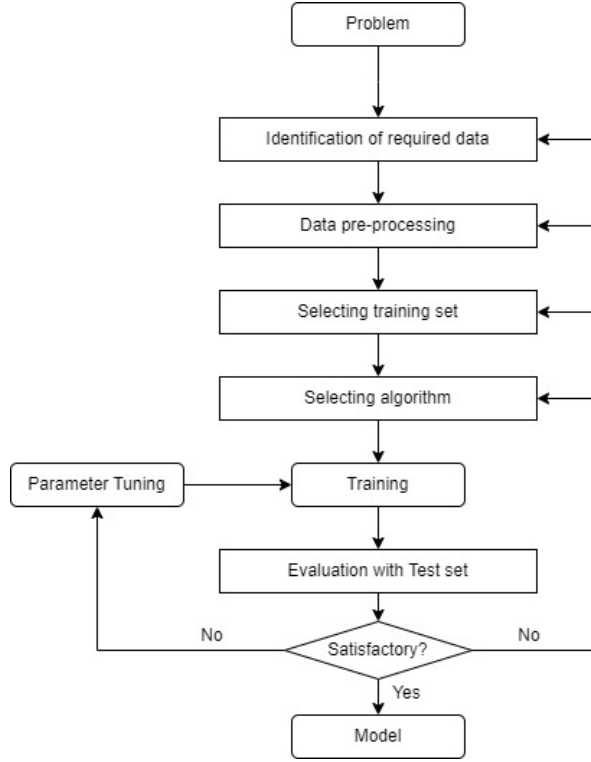 Problem
Identification of required data
Data pre-processing
Selecting training set
Selecting algorithm
Parameter Tuning
Training
Evaluation with Test set
No
Satisfactory?
No
Yes
Model